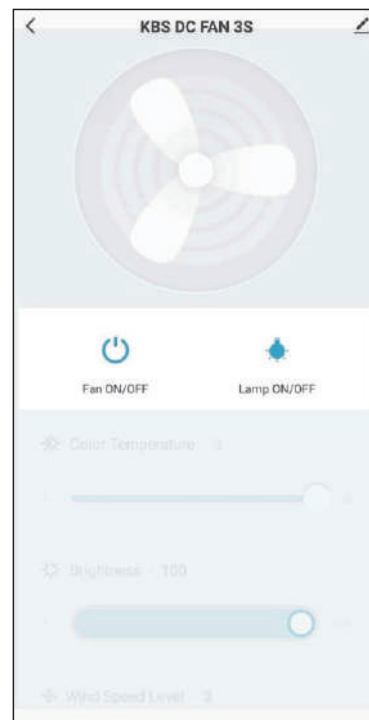 KBS DC FAN 3S
Fan ON/OFF Lamp ON/OFF
Color Temperature 3
Brightness 100
Wind Speed Level 3